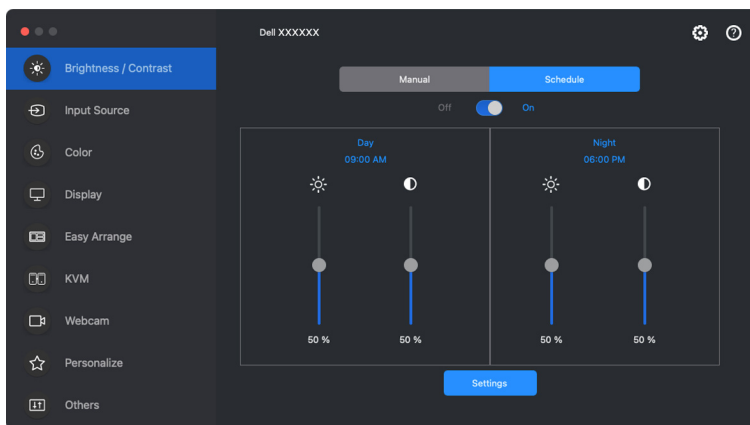 Dell XXXXXX
Brightness / Contrast
Input Source
Color
Display
Easy Arrange
KVM
Webcam
Personalize
Others
Manual
Schedule
Off
On
Day
09:00 AM
50 %
50 %
Night
06:00 PM
50 %
50 %
Settings